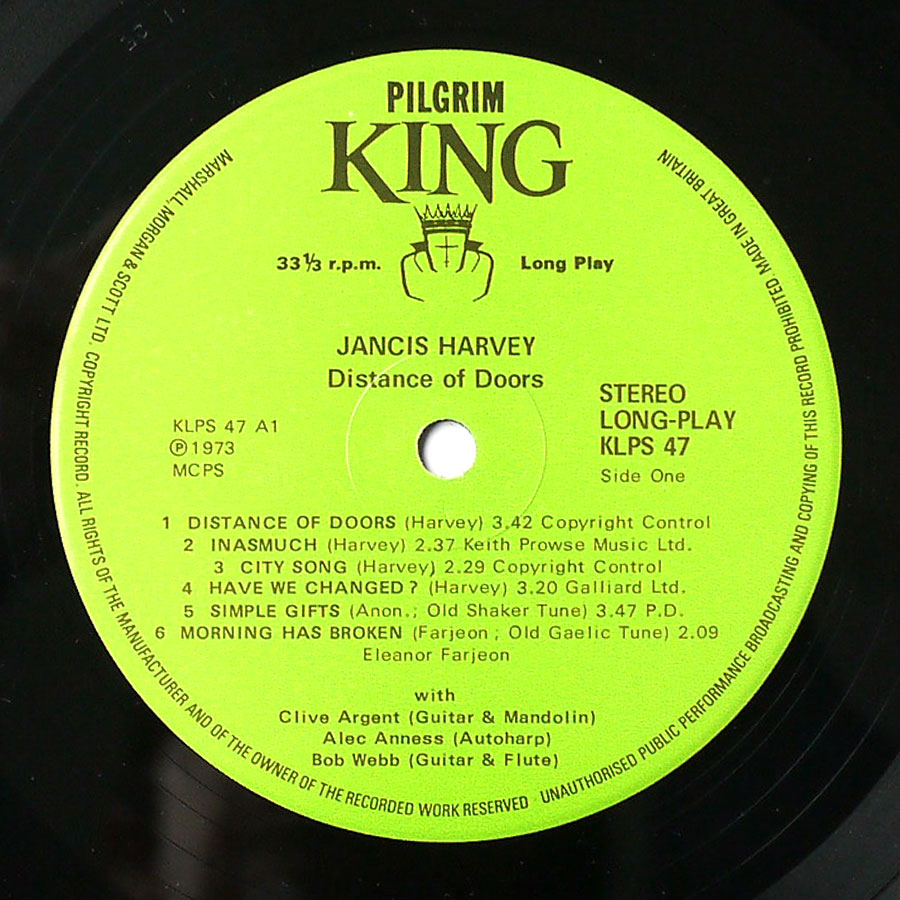 PILGRIM
KING
33⅓ r.p.m.
Long Play
JANCIS HARVEY
Distance of Doors
KLPS 47 A1
Ⓟ1973
MCPS
STEREO
LONG-PLAY
KLPS 47
Side One
1 DISTANCE OF DOORS (Harvey) 3.42 Copyright Control
2 INASMUCH (Harvey) 2.37 Keith Prowse Music Ltd.
3 CITY SONG (Harvey) 2.29 Copyright Control
4 HAVE WE CHANGED? (Harvey) 3.20 Galliard Ltd.
5 SIMPLE GIFTS (Anon.; Old Shaker Tune) 3.47 P.D.
6 MORNING HAS BROKEN (Farjeon; Old Gaelic Tune) 2.09
Eleanor Farjeon
with
Clive Argent (Guitar & Mandolin)
Alec Anness (Autoharp)
Bob Webb (Guitar & Flute)
MARSHALL, MORGAN & SCOTT LTD. COPYRIGHT RECORD. ALL RIGHTS OF THE MANUFACTURER AND OF THE OWNER OF THE RECORDED WORK RESERVED UNAUTHORISED PUBLIC PERFORMANCE BROADCASTING AND COPYING OF THIS RECORD PROHIBITED. MADE IN GREAT BRITAIN